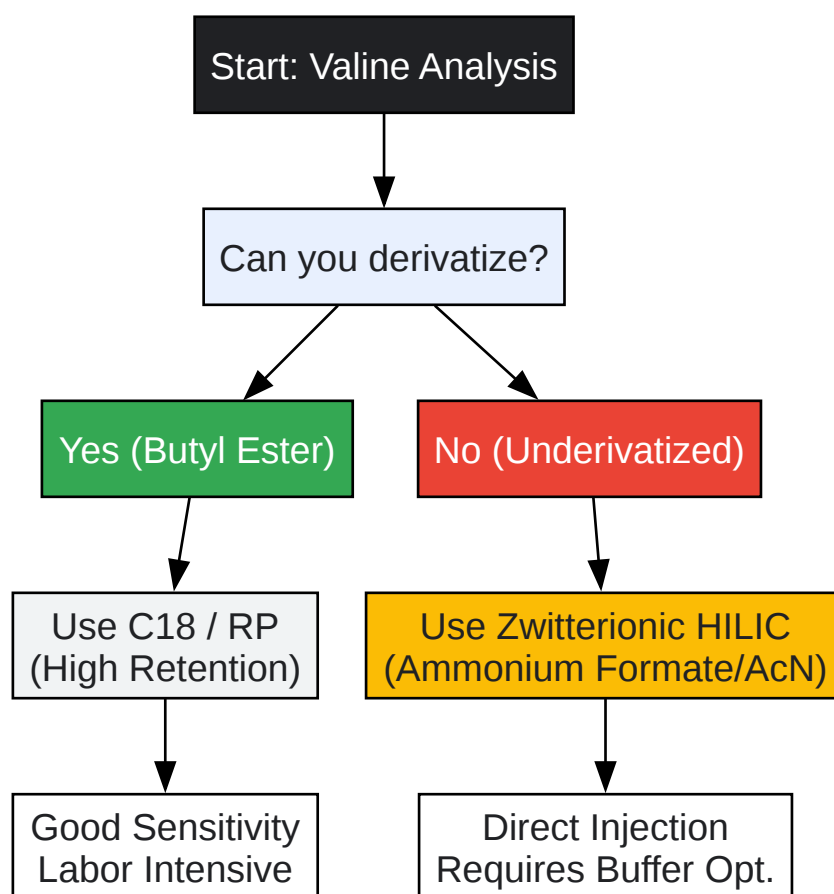 Start: Valine Analysis
Can you derivatize?
Yes (Butyl Ester)
No (Underivatized)
Use C18 / RP
(High Retention)
Use Zwitterionic HILIC
(Ammonium Formate/AcN)
Good Sensitivity
Labor Intensive
Direct Injection
Requires Buffer Opt.